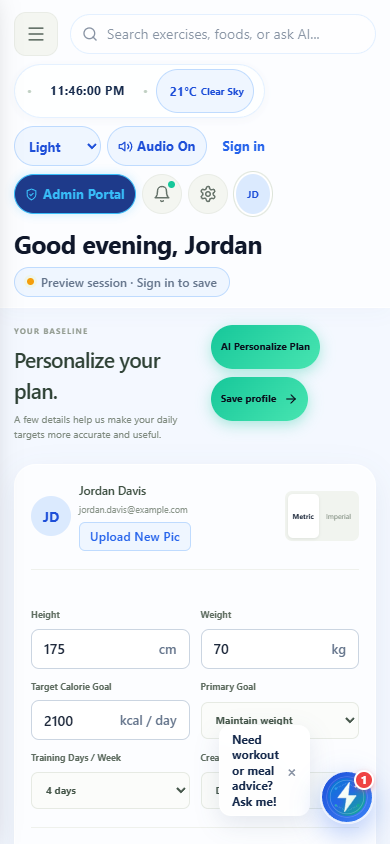 Search exercises, foods, or ask AI...
11:46:00 PM
21°C Clear Sky
Light
Audio On
Sign in
Admin Portal
JD
Good evening, Jordan
Preview session · Sign in to save
YOUR BASELINE
Personalize your
plan.
A few details help us make your daily
targets more accurate and useful.
AI Personalize Plan
Save profile
JD
Jordan Davis
jordan.davis@example.com
Upload New Pic
Metric
Imperial
Height
Weight
175 cm
70 kg
Target Calorie Goal
Primary Goal
2100 kcal / day
Maintain weight
Training Days / Week
4 days
Need
workout
or meal
advice?
Ask me!
×
1